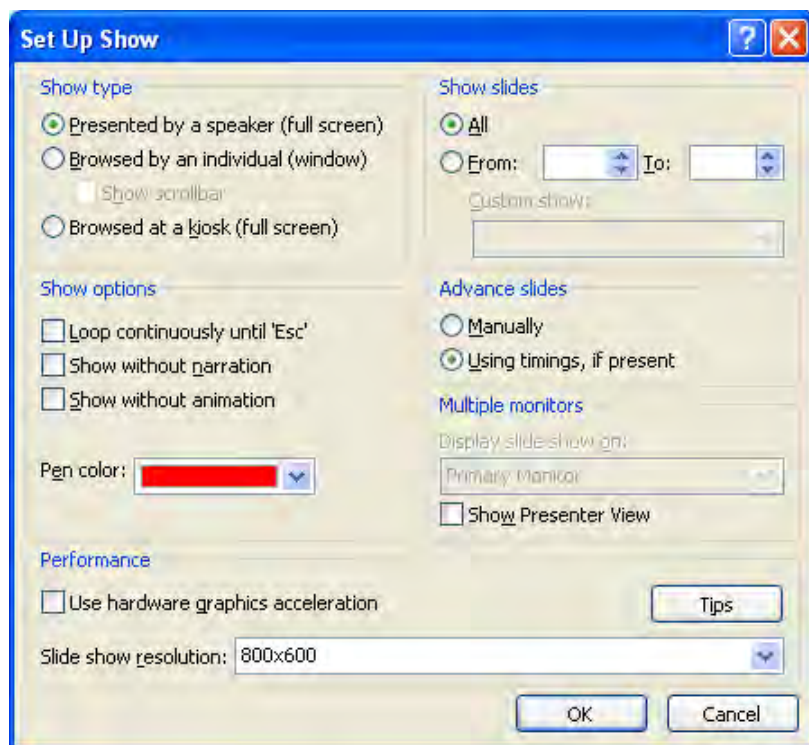 Set Up Show
Show type
Presented by a speaker (full screen)
Browsed by an individual (window)
Show scrollbar
Browsed at a kiosk (full screen)
Show slides
All
From: To:
Custom show:
Show options
Loop continuously until 'Esc'
Show without narration
Show without animation
Pen color:
Advance slides
Manually
Using timings, if present
Multiple monitors
Display slide show on:
Primary Monitor
Show Presenter View
Performance
Use hardware graphics acceleration
Tips
Slide show resolution: 800x600
OK Cancel